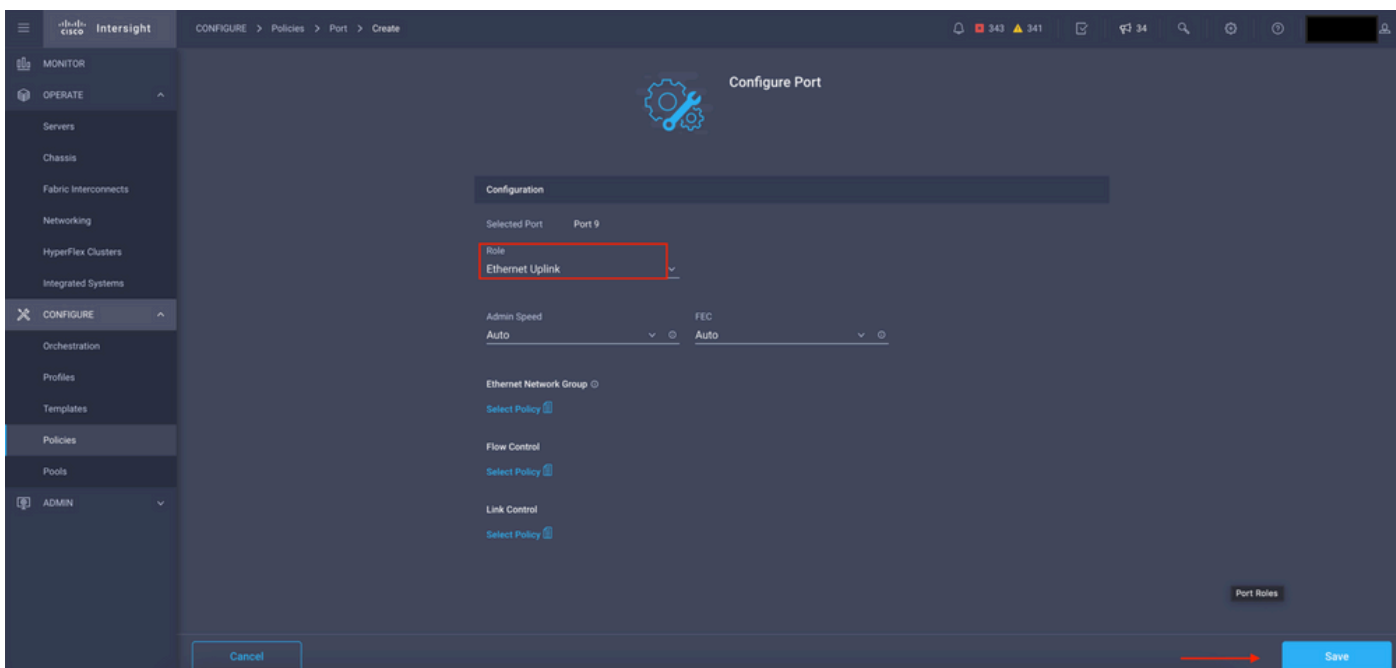 cisco Intersight
CONFIGURE > Policies > Port > Create
343 341 34
MONITOR
OPERATE
Servers
Chassis
Fabric Interconnects
Networking
HyperFlex Clusters
Integrated Systems
CONFIGURE
Orchestration
Profiles
Templates
Policies
Pools
ADMIN
Configure Port
Configuration
Selected Port Port 9
Role
Ethernet Uplink
Admin Speed FEC
Auto Auto
Ethernet Network Group
Select Policy
Flow Control
Select Policy
Link Control
Select Policy
Port Roles
Cancel Save